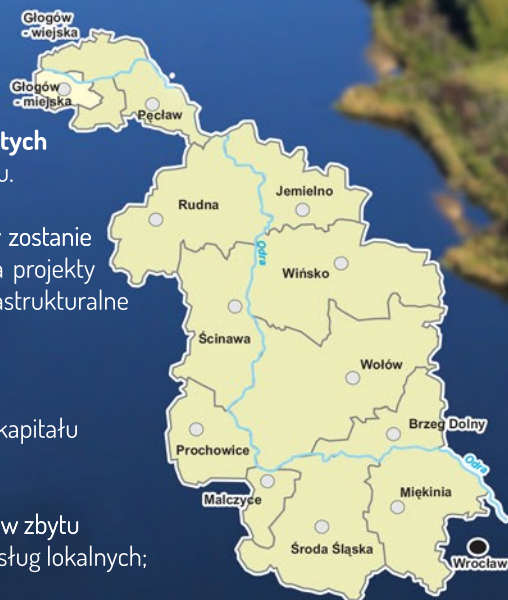 Głogów
- wiejska
Głogów
- miejska
Pęcław
tych
u.
Rudna
Jemielno
zostanie
projekty
astrukturalne
Odra
Wińsko
Ścinawa
Wołów
kapitału
Prochowice
Brzeg Dolny
Odra
Malczyce
Miękinia
w zbytu
sług lokalnych;
Środa Śląska
Wrocław